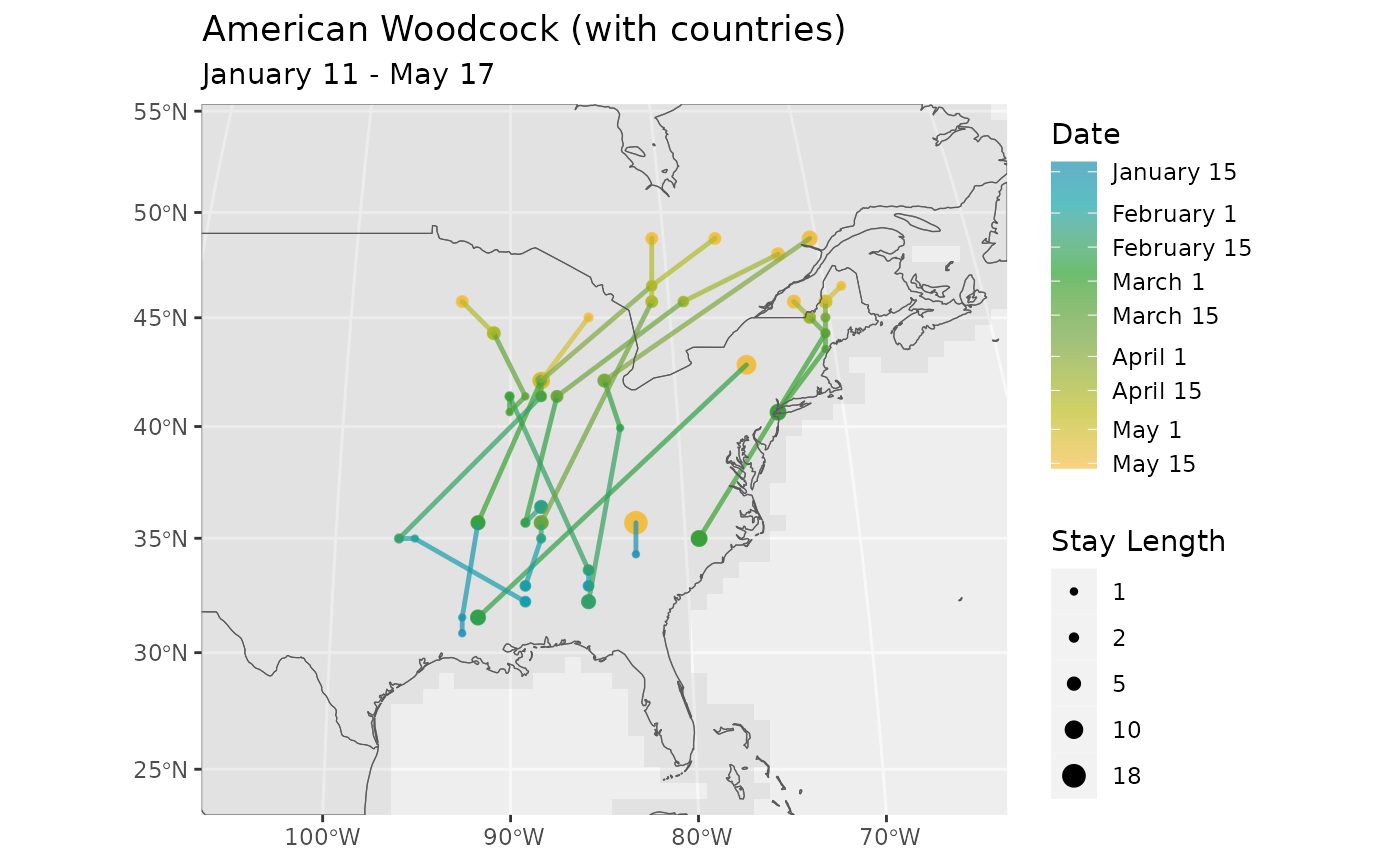 American Woodcock (with countries)
January 11 - May 17
55°N
50°N
45°N
40°N
35°N
30°N
25°N
100°W
90°W
80°W
70°W
Date
January 15
February 1
February 15
March 1
March 15
April 1
April 15
May 1
May 15
Stay Length
1
2
5
10
18